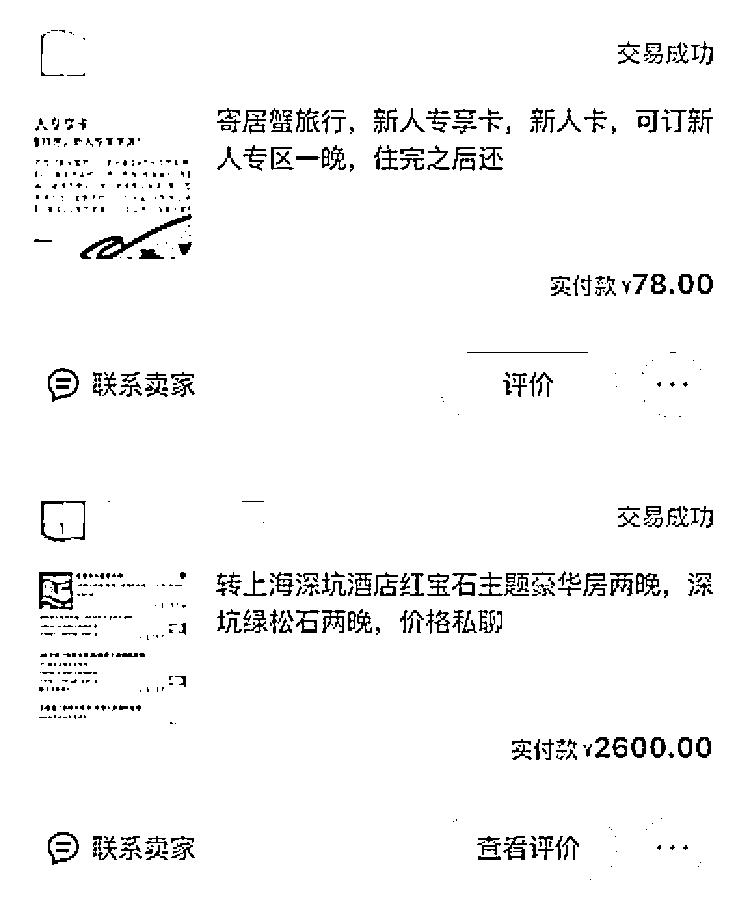 交易成功
人专享卡
寄居蟹旅行，新人专享卡，新人卡，可订新
人专区一晚，住完之后还
实付款 ¥78.00
联系卖家
评价
交易成功
转上海深坑酒店红宝石主题豪华房两晚，深
坑绿松石两晚，价格私聊
实付款 ¥2600.00
联系卖家
查看评价